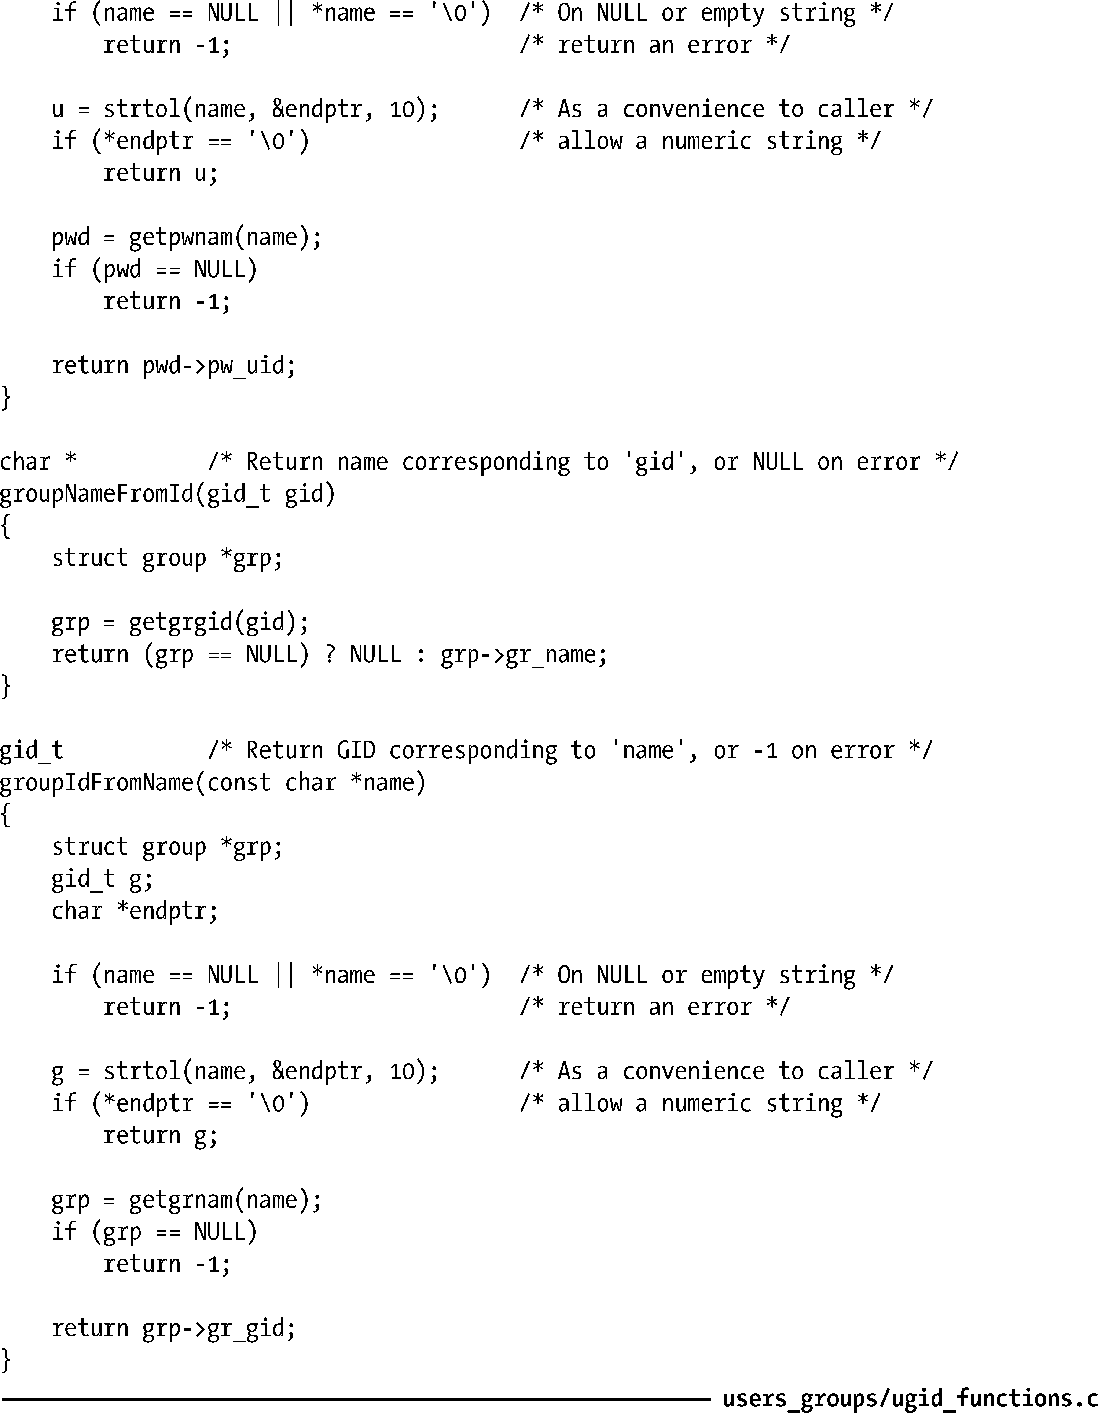 if (name == NULL || *name == '\0')  /* On NULL or empty string */
        return -1;                      /* return an error */

    u = strtol(name, &endptr, 10);      /* As a convenience to caller */
    if (*endptr == '\0')                /* allow a numeric string */
        return u;

    pwd = getpwnam(name);
    if (pwd == NULL)
        return -1;

    return pwd->pw_uid;
}

char *          /* Return name corresponding to 'gid', or NULL on error */
groupNameFromId(gid_t gid)
{
    struct group *grp;

    grp = getgrgid(gid);
    return (grp == NULL) ? NULL : grp->gr_name;
}

gid_t           /* Return GID corresponding to 'name', or -1 on error */
groupIdFromName(const char *name)
{
    struct group *grp;
    gid_t g;
    char *endptr;

    if (name == NULL || *name == '\0')  /* On NULL or empty string */
        return -1;                      /* return an error */

    g = strtol(name, &endptr, 10);      /* As a convenience to caller */
    if (*endptr == '\0')                /* allow a numeric string */
        return g;

    grp = getgrnam(name);
    if (grp == NULL)
        return -1;

    return grp->gr_gid;
}
users_groups/ugid_functions.c